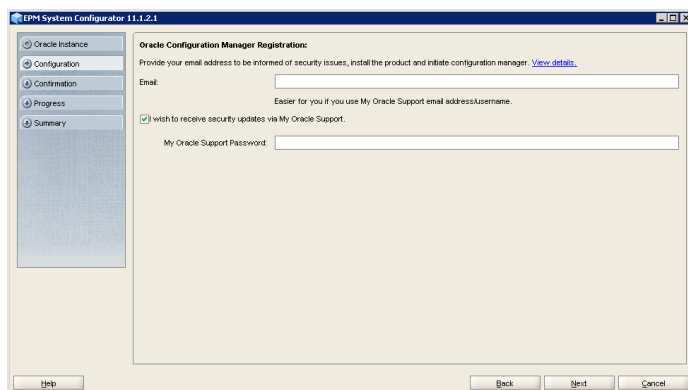 EPM System Configurator 11.1.2.1
Oracle Instance
Configuration
Confirmation
Progress
Summary
Oracle Configuration Manager Registration:
Provide your email address to be informed of security issues, install the product and initiate configuration manager. View details.
Email:
Easier for you if you use My Oracle Support email address/username.
I wish to receive security updates via My Oracle Support.
My Oracle Support Password:
Help
Back
Next
Cancel